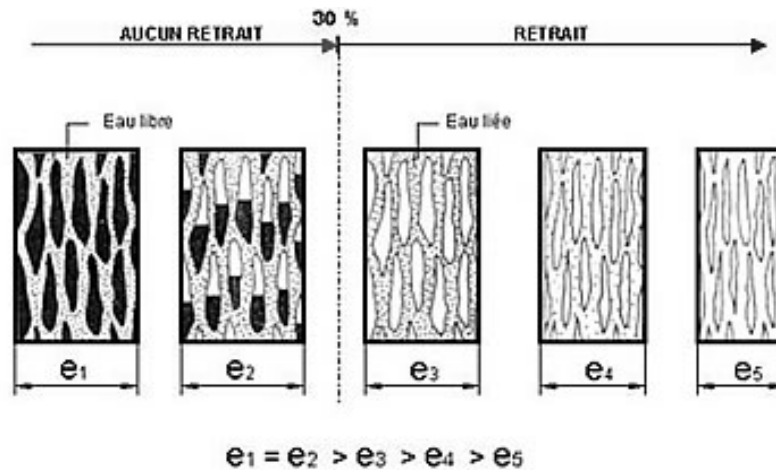 30 %
AUCUN RETRAIT RETRAIT
Eau libre Eau liée
e1 e2 e3 e4 e5
e1 = e2 > e3 > e4 > e5